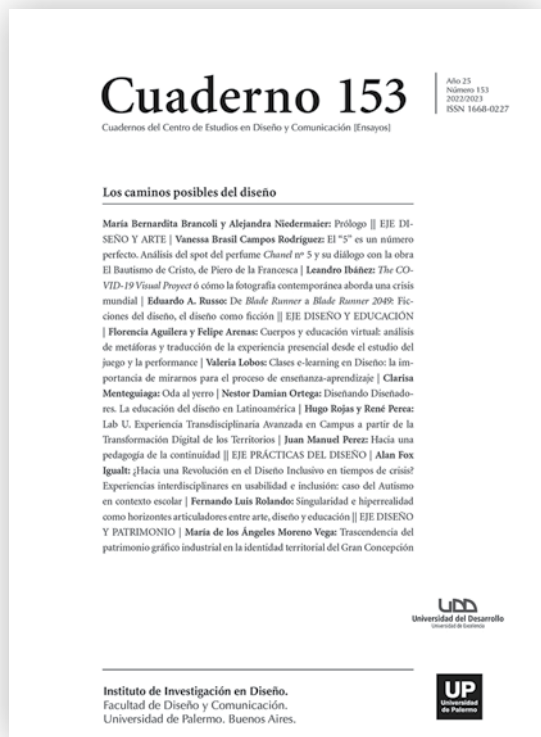 Cuaderno 153
Año 25
Número 153
2022/2023
ISSN 1668-0227
Cuadernos del Centro de Estudios en Diseño y Comunicación [Ensayos]
Los caminos posibles del diseño
María Bernardita Brancoli y Alejandra Niedermaier: Prólogo || EJE DI-
SEÑO Y ARTE | Vanessa Brasil Campos Rodríguez: El “5” es un número
perfecto. Análisis del spot del perfume Chanel nº 5 y su diálogo con la obra
El Bautismo de Cristo, de Piero de la Francesca | Leandro Ibáñez: The CO-
VID-19 Visual Proyect ó cómo la fotografía contemporánea aborda una crisis
mundial | Eduardo A. Russo: De Blade Runner a Blade Runner 2049: Fic-
ciones del diseño, el diseño como ficción || EJE DISEÑO Y EDUCACIÓN
| Florencia Aguilera y Felipe Arenas: Cuerpos y educación virtual: análisis
de metáforas y traducción de la experiencia presencial desde el estudio del
juego y la performance | Valeria Lobos: Clases e-learning en Diseño: la im-
portancia de mirarnos para el proceso de enseñanza-aprendizaje | Clarisa
Menteguiaga: Oda al yerro | Nestor Damian Ortega: Diseñando Diseñado-
res. La educación del diseño en Latinoamérica | Hugo Rojas y René Perea:
Lab U. Experiencia Transdisciplinaria Avanzada en Campus a partir de la
Transformación Digital de los Territorios | Juan Manuel Perez: Hacia una
pedagogía de la continuidad || EJE PRÁCTICAS DEL DISEÑO | Alan Fox
Igualt: ¿Hacia una Revolución en el Diseño Inclusivo en tiempos de crisis?
Experiencias interdisciplinares en usabilidad e inclusión: caso del Autismo
en contexto escolar | Fernando Luis Rolando: Singularidad e hiperrealidad
como horizontes articuladores entre arte, diseño y educación || EJE DISEÑO
Y PATRIMONIO | María de los Ángeles Moreno Vega: Trascendencia del
patrimonio gráfico industrial en la identidad territorial del Gran Concepción
UDD
Universidad del Desarrollo
Universidad de Excelencia
Instituto de Investigación en Diseño.
Facultad de Diseño y Comunicación.
Universidad de Palermo. Buenos Aires.
UP
Universidad
de Palermo